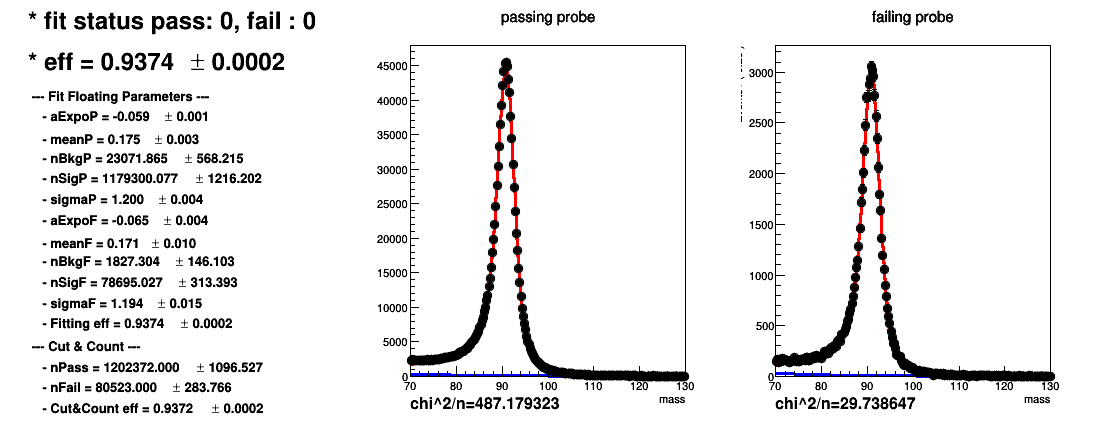 * fit status pass: 0, fail : 0
* eff = 0.9374 ± 0.0002
--- Fit Floating Parameters ---
- aExpoP = -0.059 ± 0.001
- meanP = 0.175 ± 0.003
- nBkgP = 23071.865 ± 568.215
- nSigP = 1179300.077 ± 1216.202
- sigmaP = 1.200 ± 0.004
- aExpoF = -0.065 ± 0.004
- meanF = 0.171 ± 0.010
- nBkgF = 1827.304 ± 146.103
- nSigF = 78695.027 ± 313.393
- sigmaF = 1.194 ± 0.015
- Fitting eff = 0.9374 ± 0.0002
--- Cut & Count ---
- nPass = 1202372.000 ± 1096.527
- nFail = 80523.000 ± 283.766
- Cut&Count eff = 0.9372 ± 0.0002
passing probe
45000
40000
35000
30000
25000
20000
15000
10000
5000
0
70 80 90 100 110 120 130
mass
chi^2/n=487.179323
failing probe
3000
2500
2000
1500
1000
500
0
70 80 90 100 110 120 130
mass
chi^2/n=29.738647